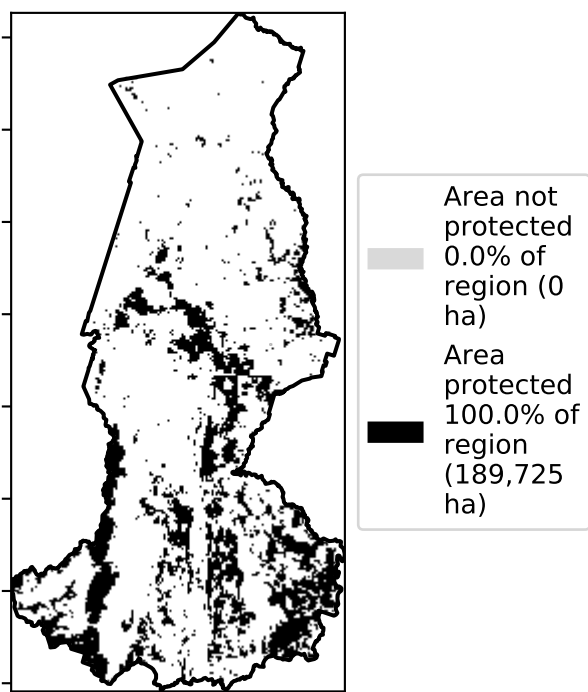 Area not
protected
0.0% of
region (0
ha)
Area
protected
100.0% of
region
(189,725
ha)